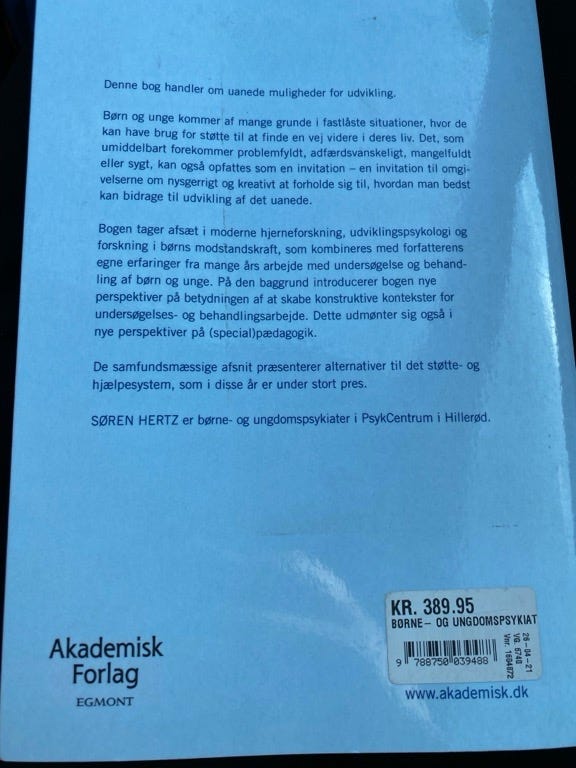 Denne bog handler om uanede muligheder for udvikling.
Børn og unge kommer af mange grunde i fastlåste situationer, hvor de
kan have brug for støtte til at finde en vej videre i deres liv. Det, som
umiddelbart forekommer problemfyldt, adfærdsvanskeligt, mangelfuldt
eller sygt, kan også opfattes som en invitation – en invitation til omgi-
velserne om nysgerrigt og kreativt at forholde sig til, hvordan man bedst
kan bidrage til udvikling af det uanede.
Bogen tager afsæt i moderne hjerneforskning, udviklingspsykologi og
forskning i børns modstandskraft, som kombineres med forfatterens
egne erfaringer fra mange års arbejde med undersøgelse og behand-
ling af børn og unge. På den baggrund introducerer bogen nye
perspektiver på betydningen af at skabe konstruktive kontekster for
undersøgelses- og behandlingsarbejde. Dette udmønter sig også i
nye perspektiver på (special)pædagogik.
De samfundsmæssige afsnit præsenterer alternativer til det støtte- og
hjælpesystem, som i disse år er under stort pres.
SØREN HERTZ er børne- og ungdomspsykiater i PsykCentrum i Hillerød.
Akademisk
Forlag
EGMONT
KR. 389.95
BØRNE- OG UNGDOMSPSYKIAT
9 788750 039488
26-04-21
VG. 6740
Vnr. 1694872
www.akademisk.dk